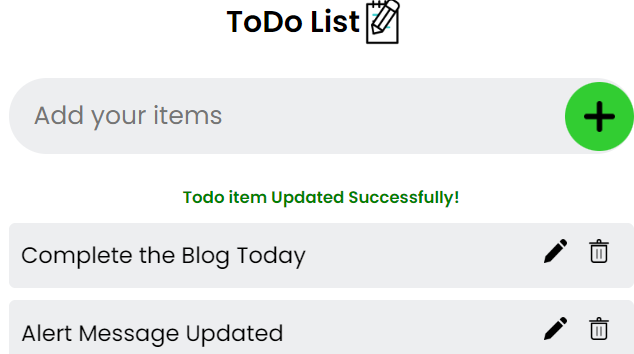 ToDo List
Add your items
Todo item Updated Successfully!
Complete the Blog Today
Alert Message Updated